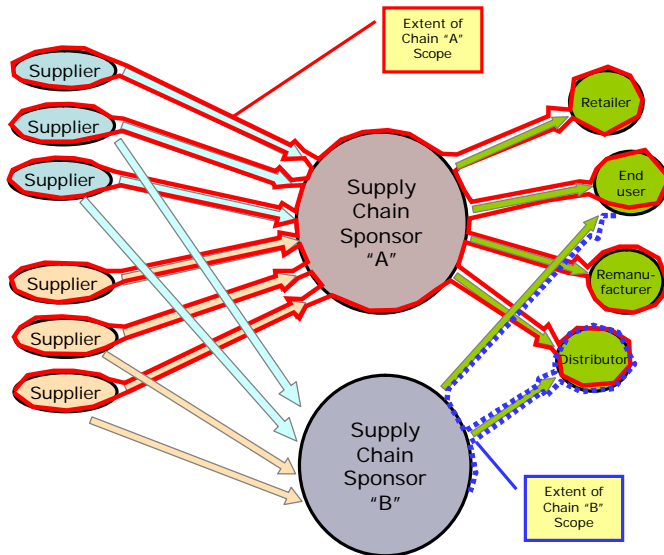 Extent of
Chain “A”
Scope
Supplier
Supplier
Supplier
Supplier
Supplier
Supplier
Supply
Chain
Sponsor
“A”
Retailer
End
user
Remanu-
facturer
Distributor
Supply
Chain
Sponsor
“B”
Extent of
Chain “B”
Scope